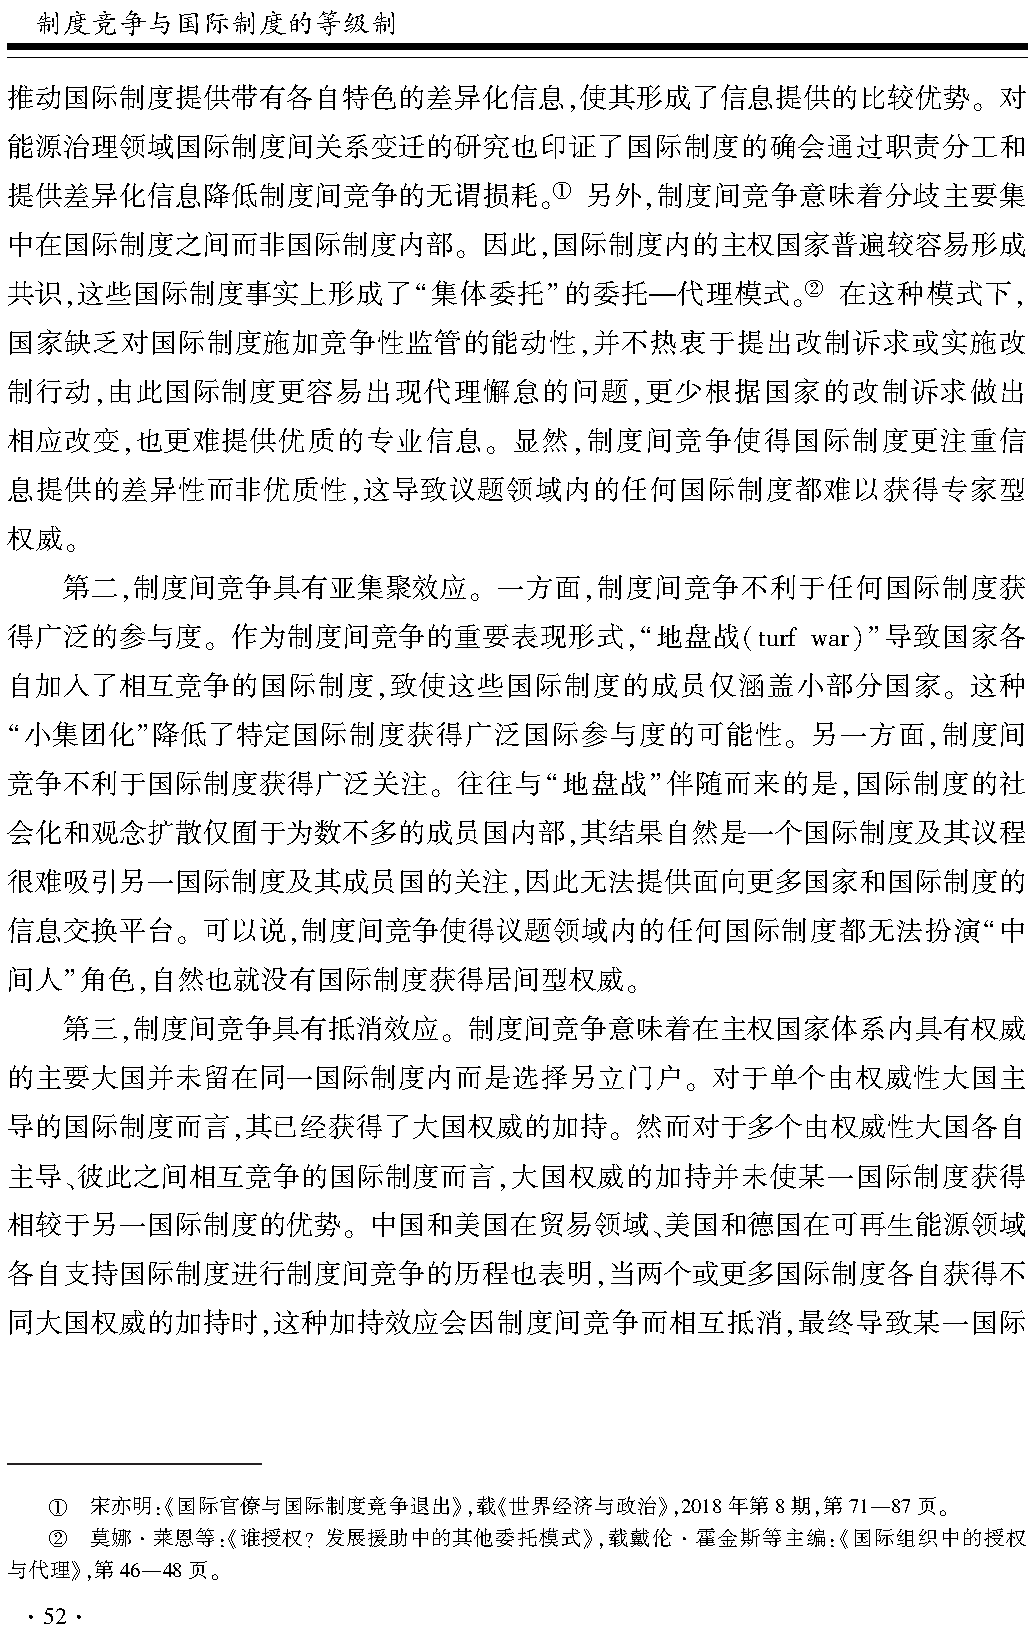 制度竞争与国际制度的等级制
推动国际制度提供带有各自特色的差异化信息,使其形成了信息提供的比较优势。对
能源治理领域国际制度间关系变迁的研究也印证了国际制度的确会通过职责分工和
提供差异化信息降低制度间竞争的无谓损耗。① 另外,制度间竞争意味着分歧主要集
中在国际制度之间而非国际制度内部。因此,国际制度内的主权国家普遍较容易形成
共识,这些国际制度事实上形成了“集体委托”的委托—代理模式。② 在这种模式下,
国家缺乏对国际制度施加竞争性监管的能动性,并不热衷于提出改制诉求或实施改
制行动,由此国际制度更容易出现代理懈怠的问题,更少根据国家的改制诉求做出
相应改变,也更难提供优质的专业信息。显然,制度间竞争使得国际制度更注重信
息提供的差异性而非优质性,这导致议题领域内的任何国际制度都难以获得专家型
权威。
第二,制度间竞争具有亚集聚效应。一方面,制度间竞争不利于任何国际制度获
得广泛的参与度。作为制度间竞争的重要表现形式,“地盘战(turf war)”导致国家各
自加入了相互竞争的国际制度,致使这些国际制度的成员仅涵盖小部分国家。这种
“小集团化”降低了特定国际制度获得广泛国际参与度的可能性。另一方面,制度间
竞争不利于国际制度获得广泛关注。往往与“地盘战”伴随而来的是,国际制度的社
会化和观念扩散仅囿于为数不多的成员国内部,其结果自然是一个国际制度及其议程
很难吸引另一国际制度及其成员国的关注,因此无法提供面向更多国家和国际制度的
信息交换平台。可以说,制度间竞争使得议题领域内的任何国际制度都无法扮演“中
间人”角色,自然也就没有国际制度获得居间型权威。
第三,制度间竞争具有抵消效应。制度间竞争意味着在主权国家体系内具有权威
的主要大国并未留在同一国际制度内而是选择另立门户。对于单个由权威性大国主
导的国际制度而言,其已经获得了大国权威的加持。然而对于多个由权威性大国各自
主导、彼此之间相互竞争的国际制度而言,大国权威的加持并未使某一国际制度获得
相较于另一国际制度的优势。中国和美国在贸易领域、美国和德国在可再生能源领域
各自支持国际制度进行制度间竞争的历程也表明,当两个或更多国际制度各自获得不
同大国权威的加持时,这种加持效应会因制度间竞争而相互抵消,最终导致某一国际
① 宋亦明:《国际官僚与国际制度竞争退出》,载《世界经济与政治》,2018 年第 8 期,第 71—87 页。
② 莫娜·莱恩等:《谁授权? 发展援助中的其他委托模式》,载戴伦·霍金斯等主编:《国际组织中的授权
与代理》,第 46—48 页。
· 52 ·